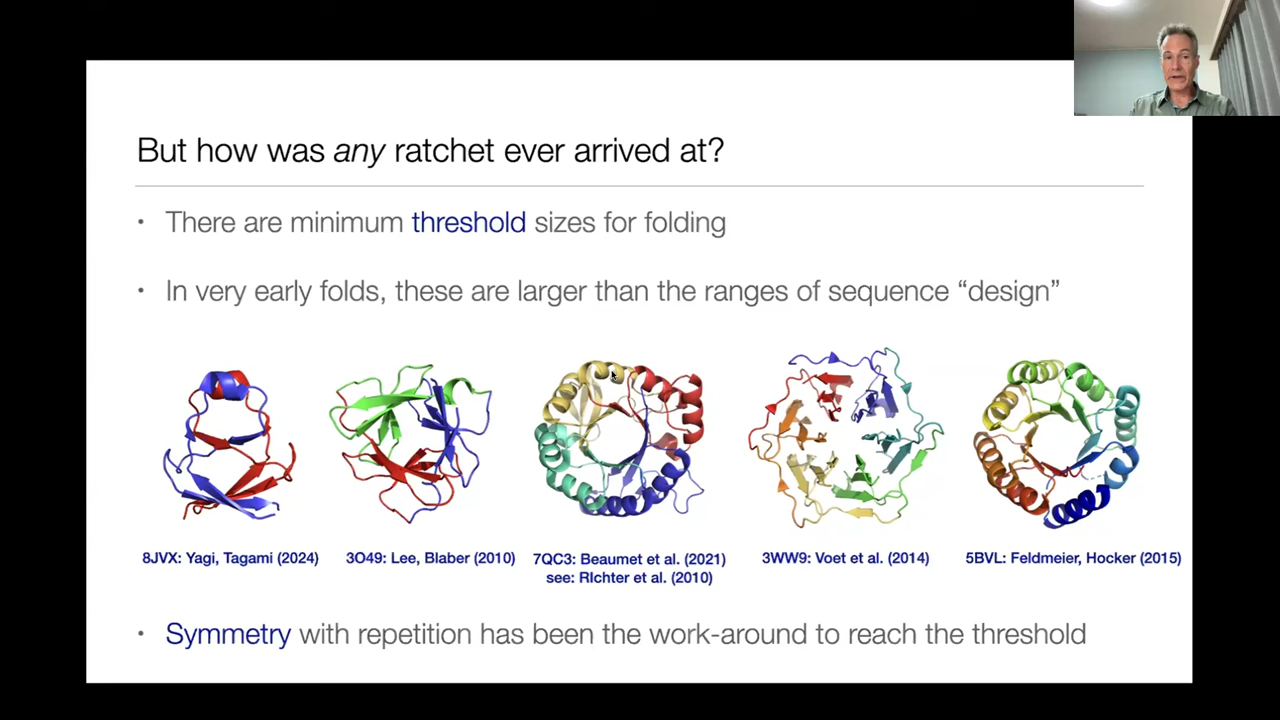 But how was any ratchet ever arrived at?
• There are minimum threshold sizes for folding
• In very early folds, these are larger than the ranges of sequence “design”
8JVX: Yagi, Tagami (2024)
3O49: Lee, Blaber (2010)
7QC3: Beaumet et al. (2021)
see: RIchter et al. (2010)
3WW9: Voet et al. (2014)
5BVL: Feldmeier, Hocker (2015)
• Symmetry with repetition has been the work-around to reach the threshold